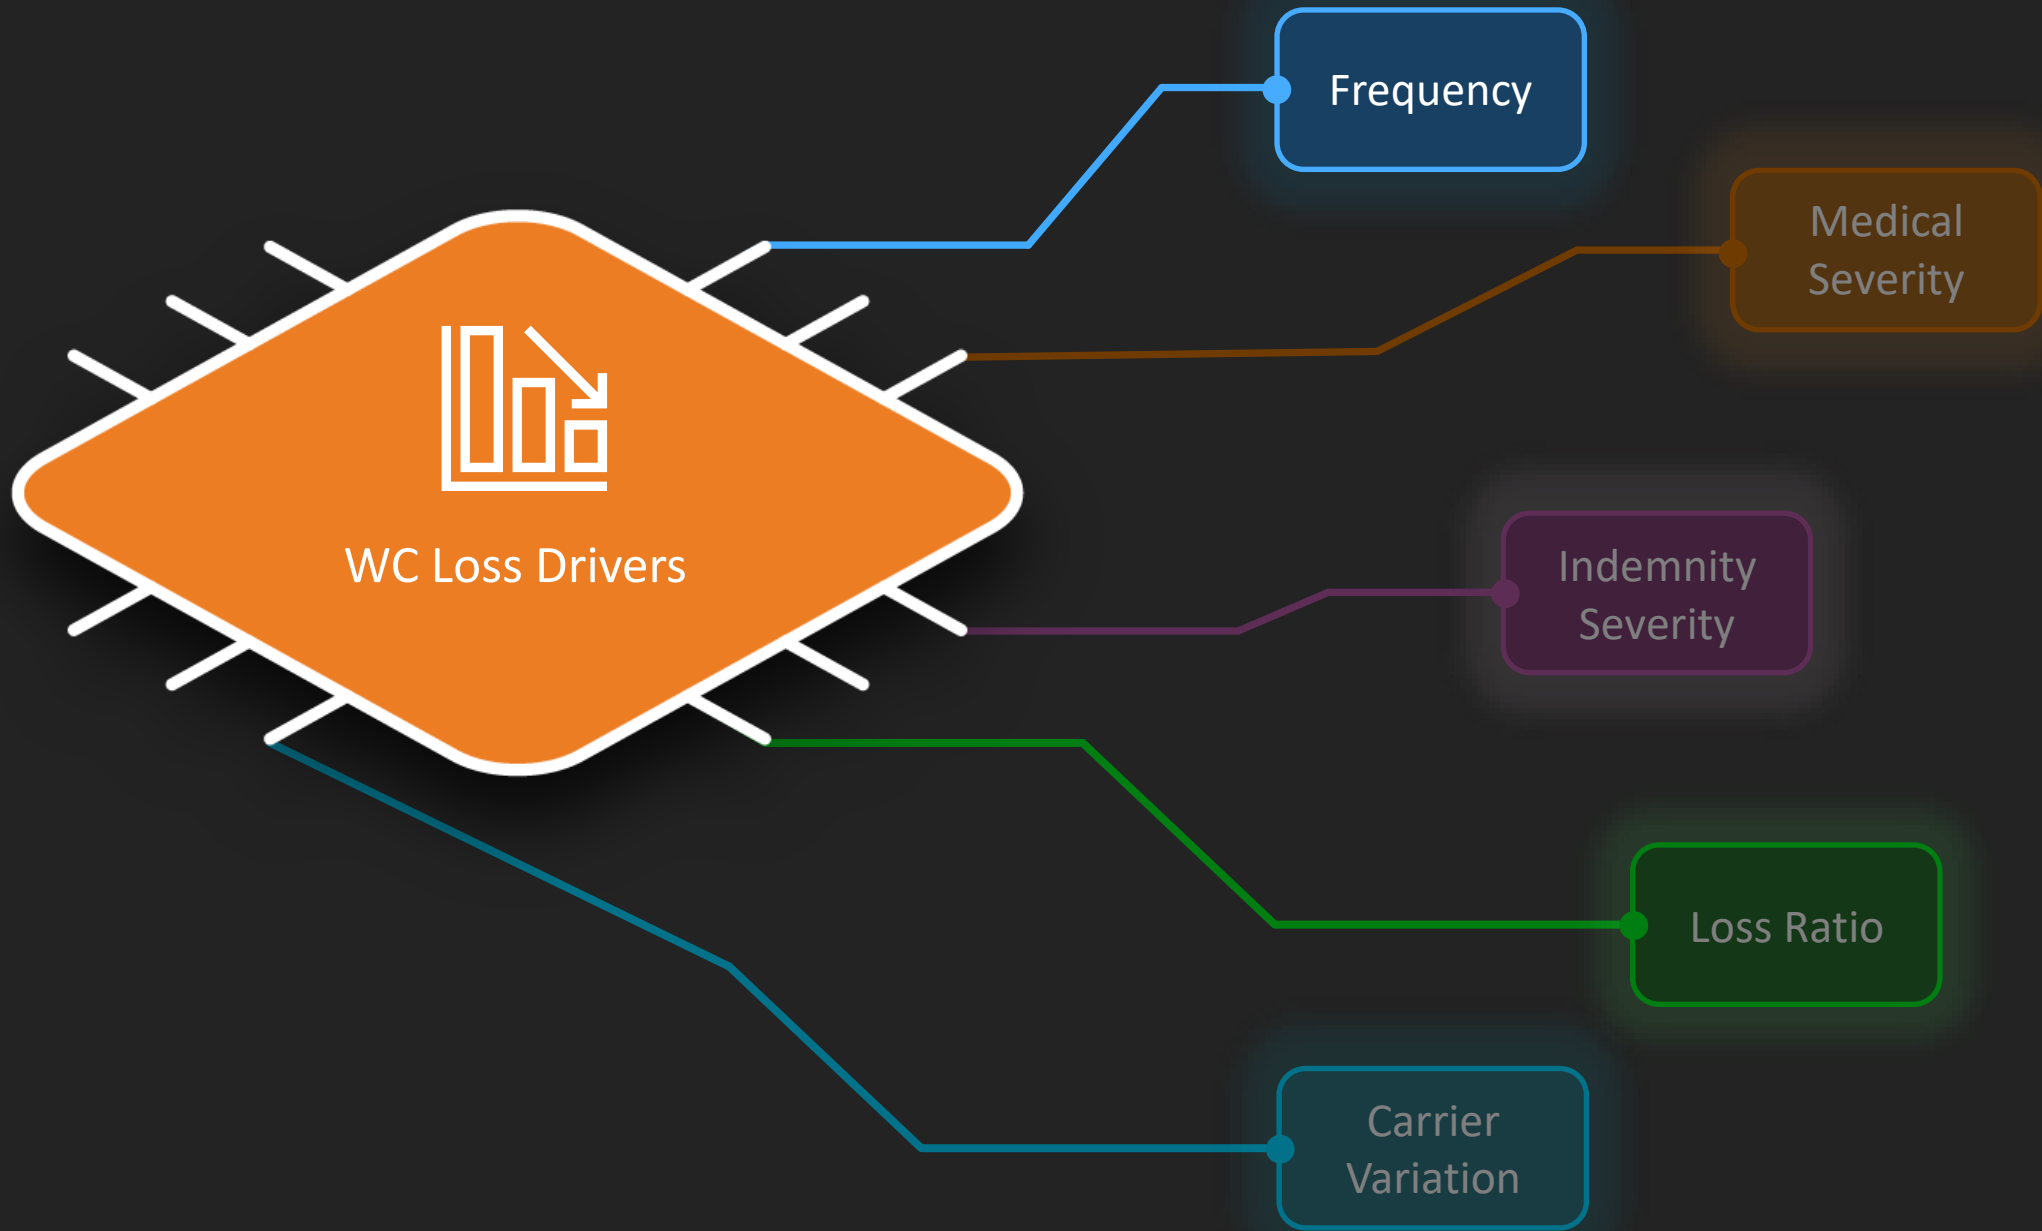 Frequency
Medical
Severity
WC Loss Drivers
Indemnity
Severity
Loss Ratio
Carrier
Variation